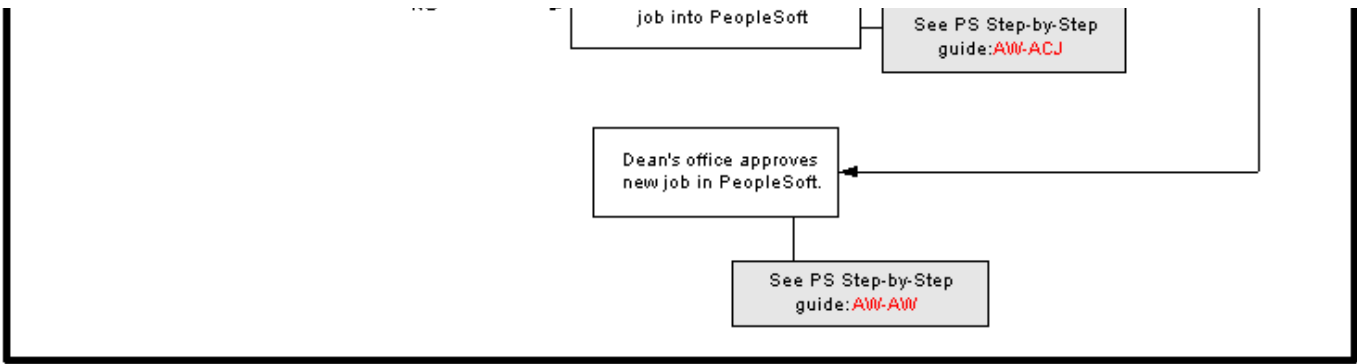 job into PeopleSoft
See PS Step-by-Step
guide:AW-ACJ
Dean's office approves
new job in PeopleSoft.
See PS Step-by-Step
guide:AW-AW